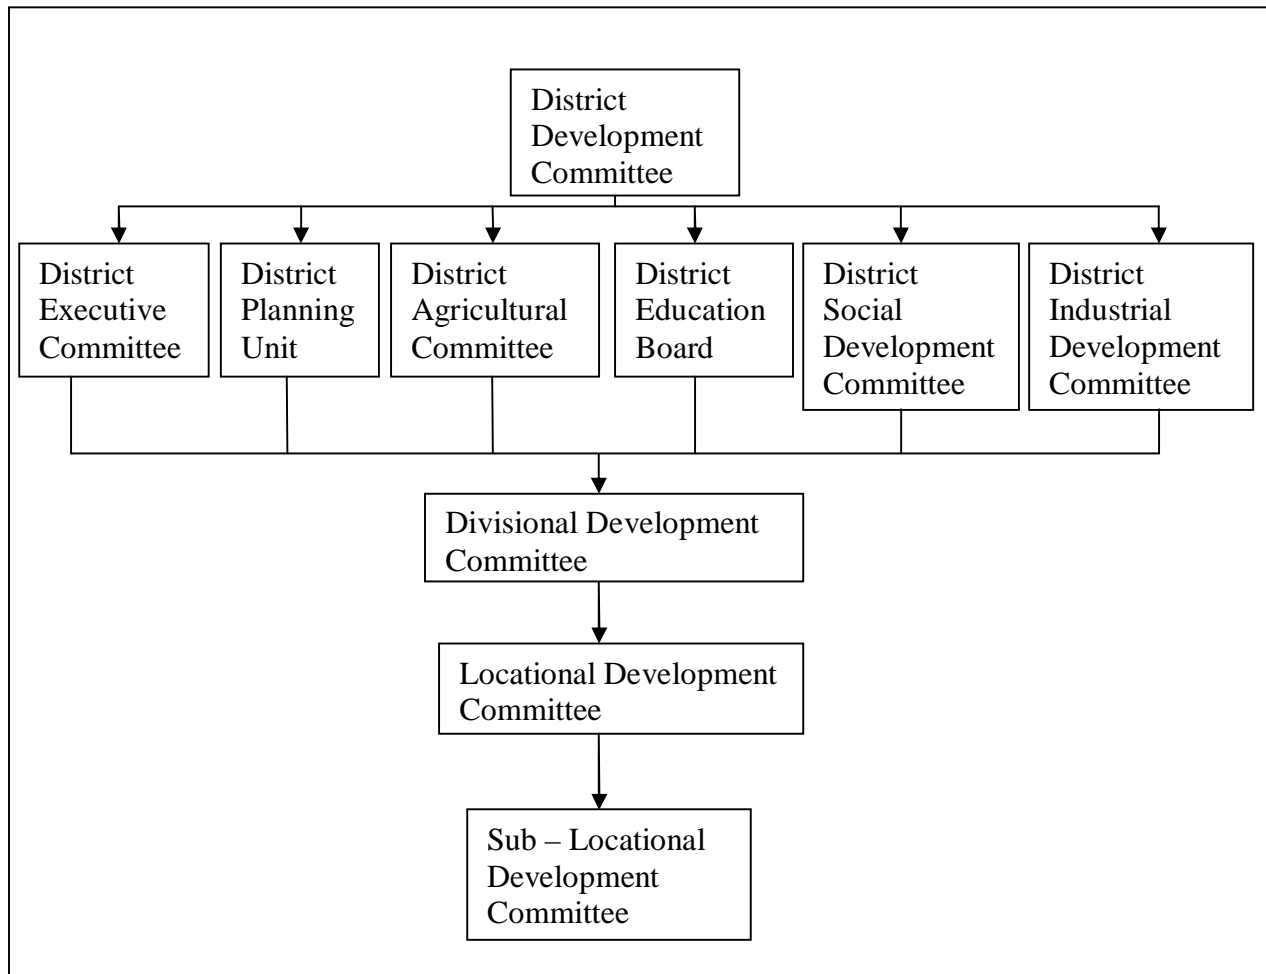 District
Development
Committee
District
Executive
Committee
District
Planning
Unit
District
Agricultural
Committee
District
Education
Board
District
Social
Development
Committee
District
Industrial
Development
Committee
Divisional Development
Committee
Locational Development
Committee
Sub – Locational
Development
Committee